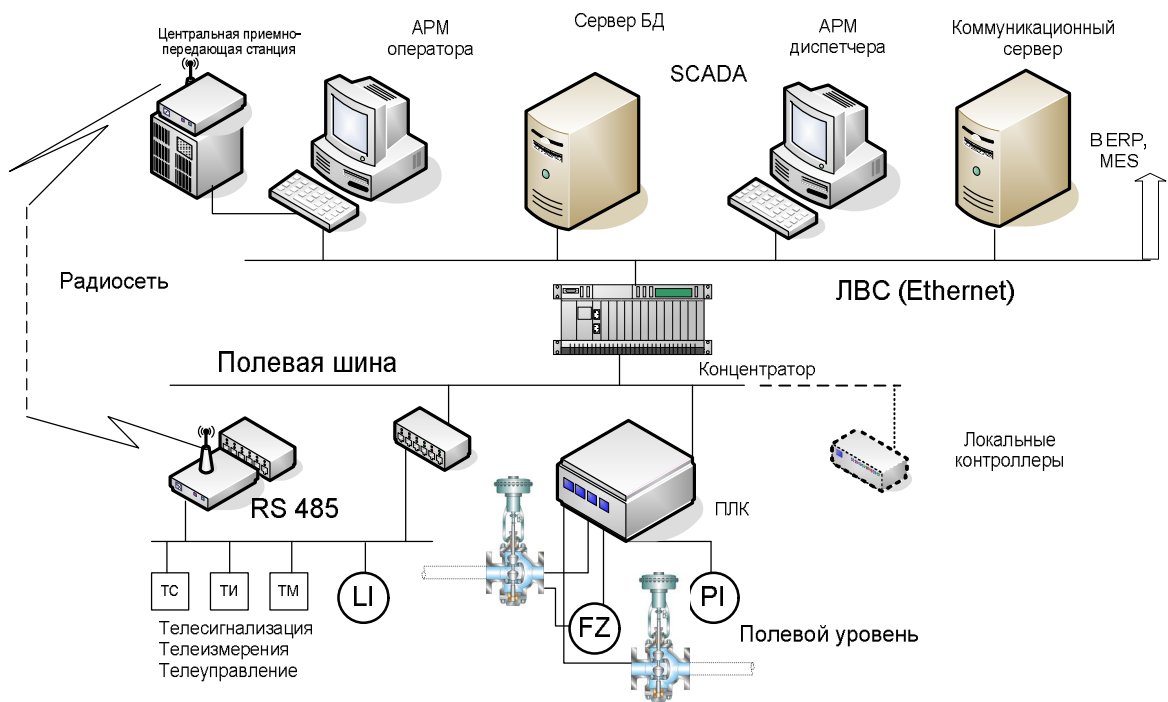 Центральная приемно-
передающая станция
АРМ
оператора
Сервер БД
SCADA
АРМ
диспетчера
Коммуникационный
сервер
В ERP,
MES
Радиосеть
ЛВС (Ethernet)
Полевая шина
Концентратор
Локальные
контроллеры
RS 485
ПЛК
ТС
ТИ
ТМ
LI
FZ
PI
Телесигнализация
Телеизмерения
Телеуправление
Полевой уровень